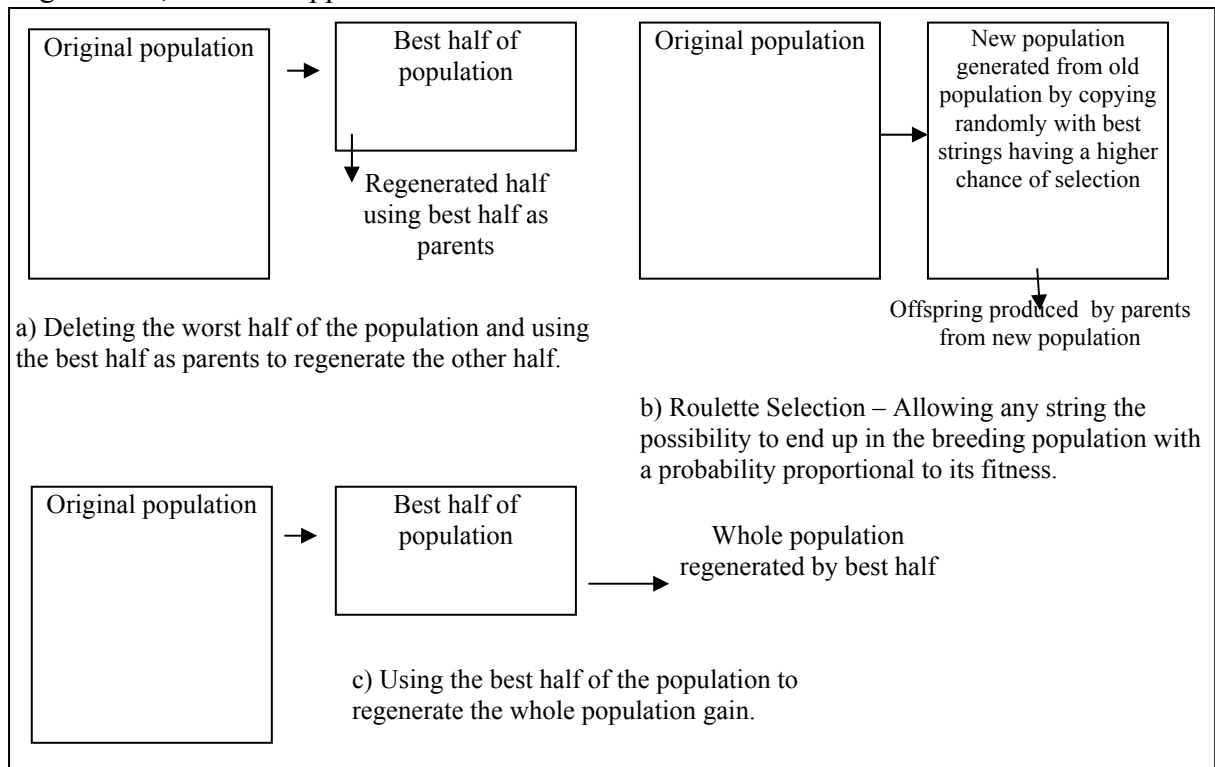 Original population
Best half of
population
Regenerated half
using best half as
parents
a) Deleting the worst half of the population and using
the best half as parents to regenerate the other half.
Original population
New population
generated from old
population by copying
randomly with best
strings having a higher
chance of selection
Offspring produced by parents
from new population
b) Roulette Selection – Allowing any string the
possibility to end up in the breeding population with
a probability proportional to its fitness.
Original population
Best half of
population
Whole population
regenerated by best half
c) Using the best half of the population to
regenerate the whole population gain.